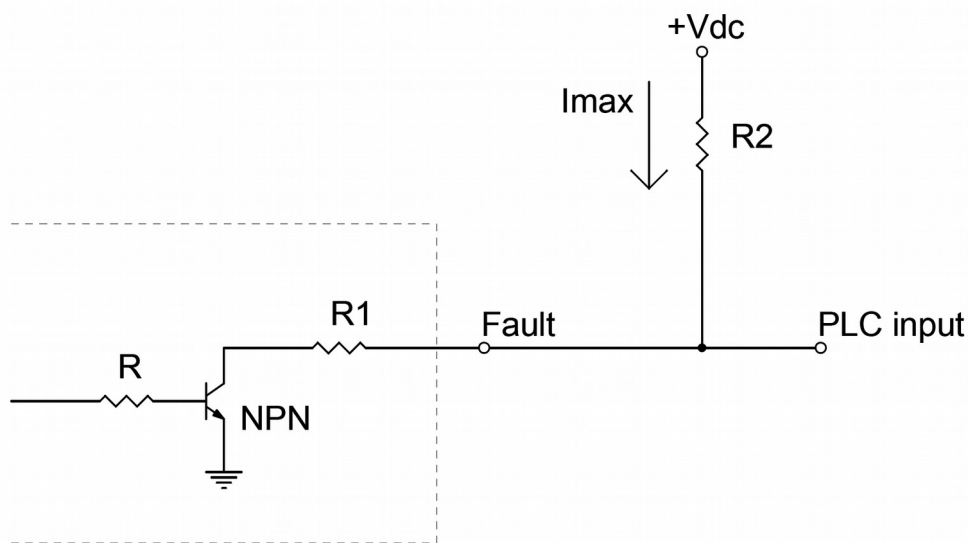 +Vdc
Imax
R2
R1
Fault
PLC input
R
NPN